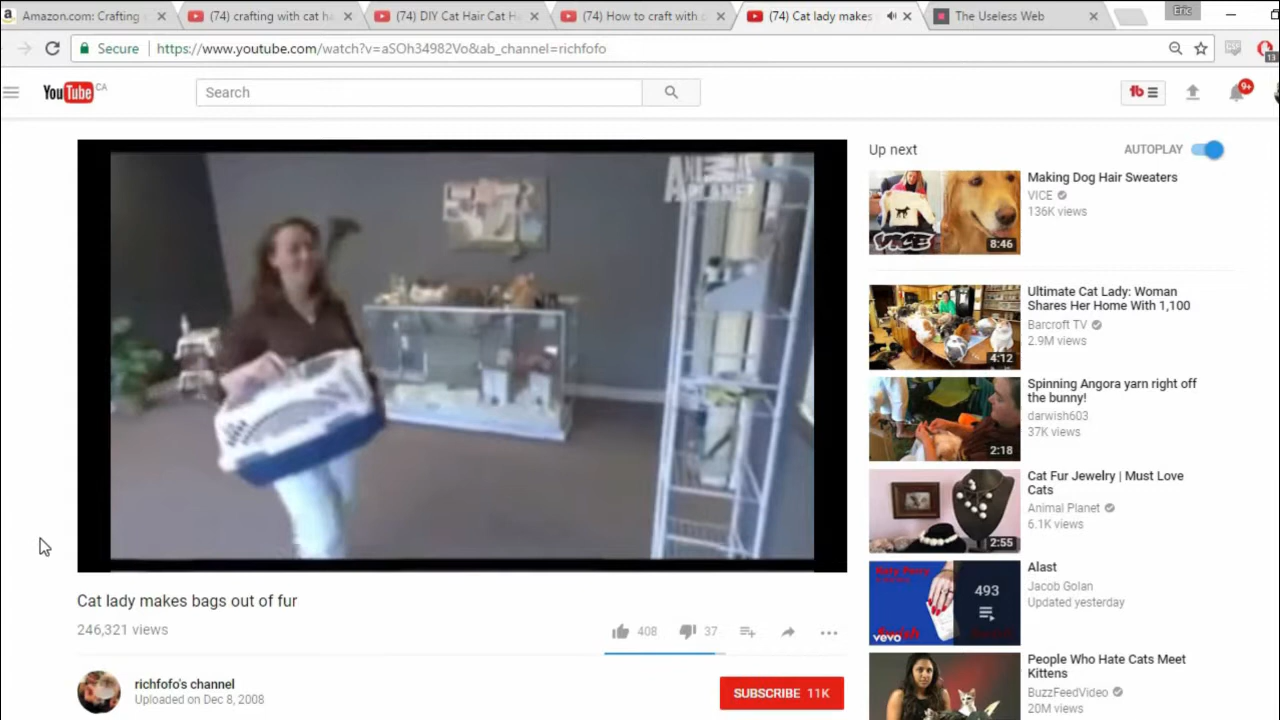 Amazon.com: Crafting
(74) crafting with cat h
(74) DIY Cat Hair Cat H
(74) How to craft with
(74) Cat lady makes
The Useless Web
Eric
Secure
https://www.youtube.com/watch?v=aSOh34982Vo&ab_channel=richfofo
13
YouTube CA
Search
9+
ANIMAL
PLANET
Cat lady makes bags out of fur
246,321 views
408
37
richfofo's channel
Uploaded on Dec 8, 2008
SUBSCRIBE 11K
Up next
AUTOPLAY
VICE
8:46
Making Dog Hair Sweaters
VICE
136K views
4:12
Ultimate Cat Lady: Woman
Shares Her Home With 1,100
Barcroft TV
2.9M views
2:18
Spinning Angora yarn right off
the bunny!
darwish603
37K views
2:55
Cat Fur Jewelry | Must Love
Cats
Animal Planet
6.1K views
493
vevo
Alast
Jacob Golan
Updated yesterday
People Who Hate Cats Meet
Kittens
BuzzFeedVideo
20M views